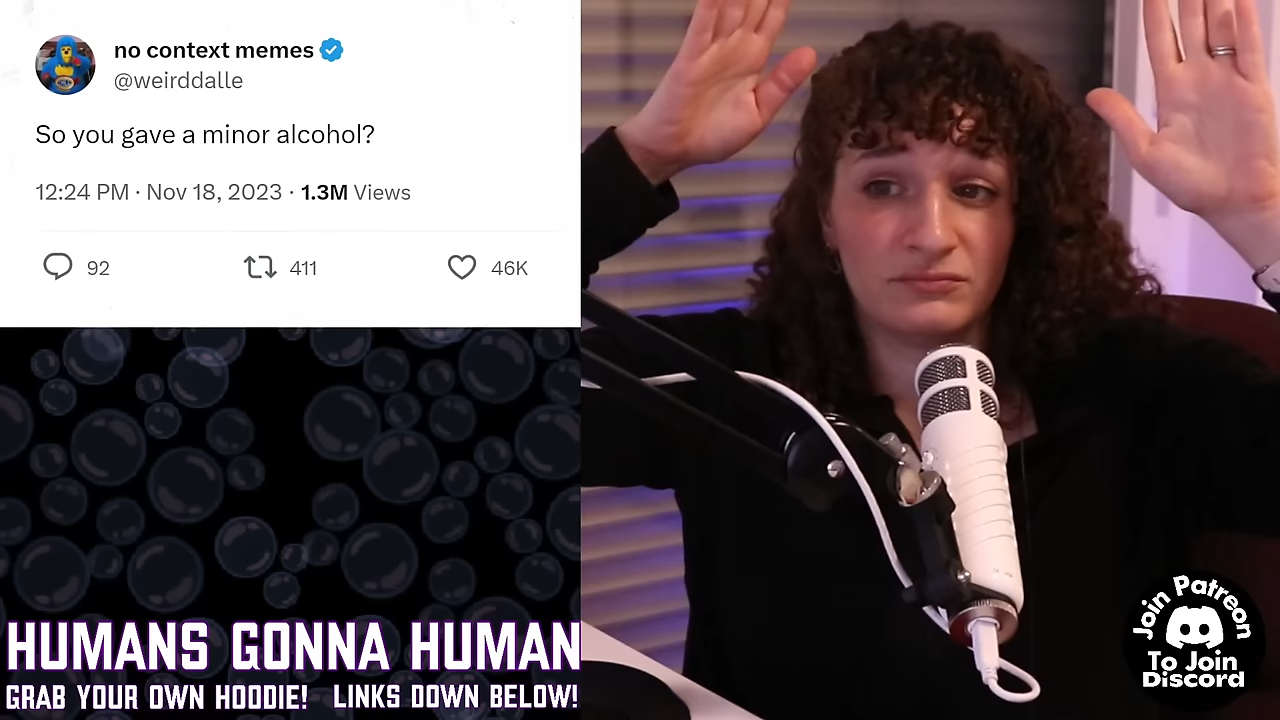 no context memes
@weirddalle
So you gave a minor alcohol?
12:24 PM · Nov 18, 2023 · 1.3M Views
92 411 46K
HUMANS GONNA HUMAN
GRAB YOUR OWN HOODIE! LINKS DOWN BELOW!
Join Patreon
To Join
Discord